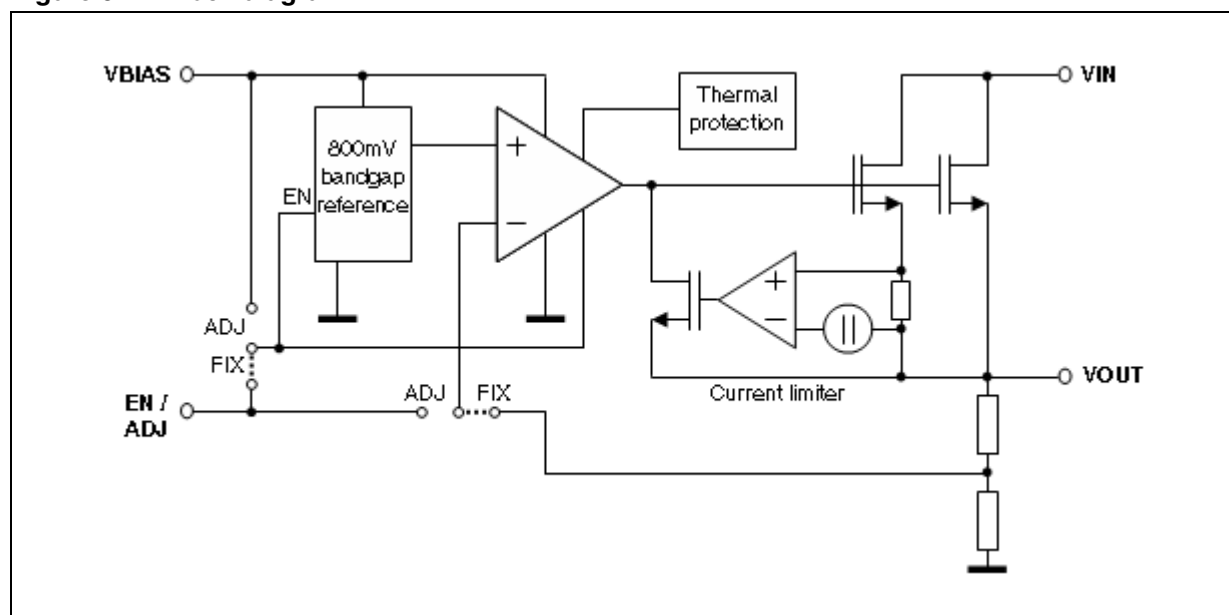 VBIAS
VIN
Thermal
protection
800mV
bandgap
reference
EN
+
−
ADJ
FIX
+
−
EN /
ADJ
ADJ
FIX
Current limiter
VOUT